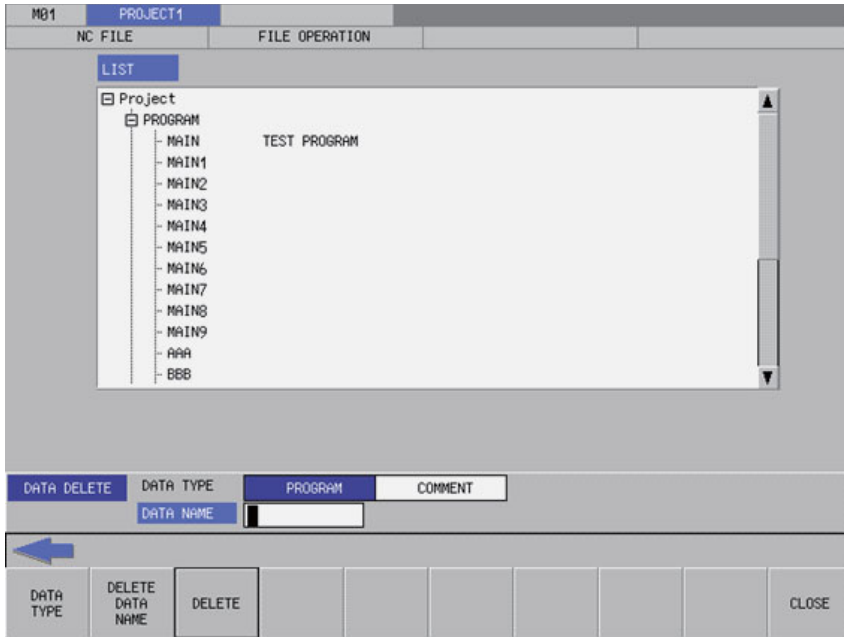 M01 PROJECT1
NC FILE FILE OPERATION
LIST
Project
PROGRAM
MAIN TEST PROGRAM
MAIN1
MAIN2
MAIN3
MAIN4
MAIN5
MAIN6
MAIN7
MAIN8
MAIN9
AAA
BBB
DATA DELETE DATA TYPE PROGRAM COMMENT
DATA NAME
DATA TYPE
DELETE DATA NAME
DELETE
CLOSE